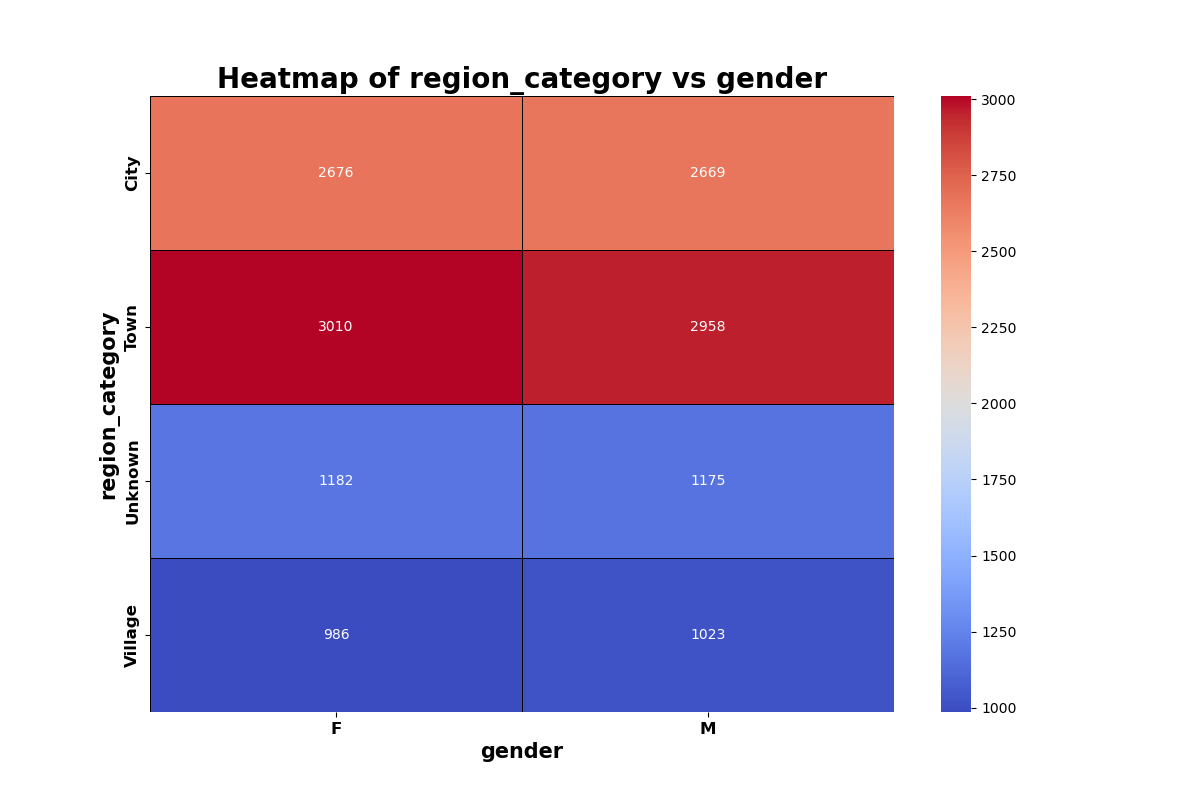 Heatmap of region_category vs gender
region_category
City
2676
2669
Town
3010
2958
Unknown
1182
1175
Village
986
1023
F
M
gender
3000
2750
2500
2250
2000
1750
1500
1250
1000